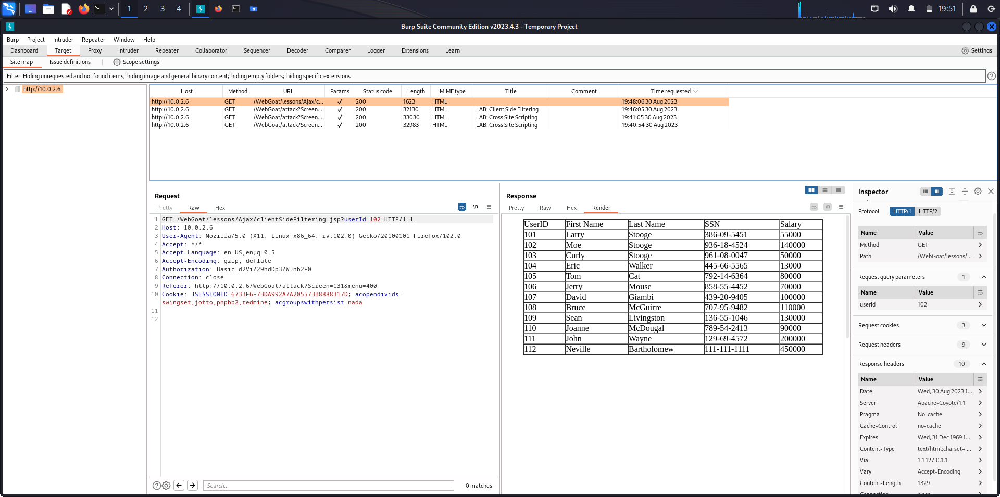 1 2 3 4 19:51
Burp Suite Community Edition v2023.4.3 - Temporary Project
Burp Project Intruder Repeater Window Help
Dashboard Target Proxy Intruder Repeater Collaborator Sequencer Decoder Comparer Logger Extensions Learn Settings
Site map Issue definitions Scope settings
Filter: Hiding unrequested and not found items; hiding image and general binary content; hiding empty folders; hiding specific extensions
http://10.0.2.6
Host Method URL Params Status code Length MIME type Title Comment Time requested
http://10.0.2.6 GET /WebGoat/lessons/Ajax/c... ✓ 200 1623 HTML 19:48:06 30 Aug 2023
http://10.0.2.6 GET /WebGoat/attack?Screen... ✓ 200 32130 HTML LAB: Client Side Filtering 19:46:05 30 Aug 2023
http://10.0.2.6 GET /WebGoat/attack?Screen... ✓ 200 33030 HTML LAB: Cross Site Scripting 19:41:05 30 Aug 2023
http://10.0.2.6 GET /WebGoat/attack?Screen... ✓ 200 32983 HTML LAB: Cross Site Scripting 19:40:54 30 Aug 2023
Request
Pretty Raw Hex \n
1 GET /WebGoat/lessons/Ajax/clientSideFiltering.jsp?userId=102 HTTP/1.1
2 Host: 10.0.2.6
3 User-Agent: Mozilla/5.0 (X11; Linux x86_64; rv:102.0) Gecko/20100101 Firefox/102.0
4 Accept: */*
5 Accept-Language: en-US,en;q=0.5
6 Accept-Encoding: gzip, deflate
7 Authorization: Basic d2ViZ29hdDp3ZWJnb2F0
8 Connection: close
9 Referer: http://10.0.2.6/WebGoat/attack?Screen=131&menu=400
10 Cookie: JSESSIONID=6733F6F7BDA992A7A20557BB8888317D; acopendivids=
swingset,jotto,phpbb2,redmine; acgroupswithpersist=nada
11
12
Search... 0 matches
Response
Pretty Raw Hex Render \n
UserID First Name Last Name SSN Salary
101 Larry Stooge 386-09-5451 55000
102 Moe Stooge 936-18-4524 140000
103 Curly Stooge 961-08-0047 50000
104 Eric Walker 445-66-5565 13000
105 Tom Cat 792-14-6364 80000
106 Jerry Mouse 858-55-4452 70000
107 David Giambi 439-20-9405 100000
108 Bruce McGuirre 707-95-9482 110000
109 Sean Livingston 136-55-1046 130000
110 Joanne McDougal 789-54-2413 90000
111 John Wayne 129-69-4572 200000
112 Neville Bartholomew 111-111-1111 450000
Inspector
Protocol HTTP/1 HTTP/2
Name Value
Method GET
Path /WebGoat/lessons/...
Request query parameters 1
Name Value
userId 102
Request cookies 3
Request headers 9
Response headers 10
Name Value
Date Wed, 30 Aug 2023 1...
Server Apache-Coyote/1.1
Pragma No-cache
Cache-Control no-cache
Expires Wed, 31 Dec 1969 1...
Content-Type text/html;charset=I...
Via 1.1 127.0.1.1
Vary Accept-Encoding
Content-Length 1329
Connection close